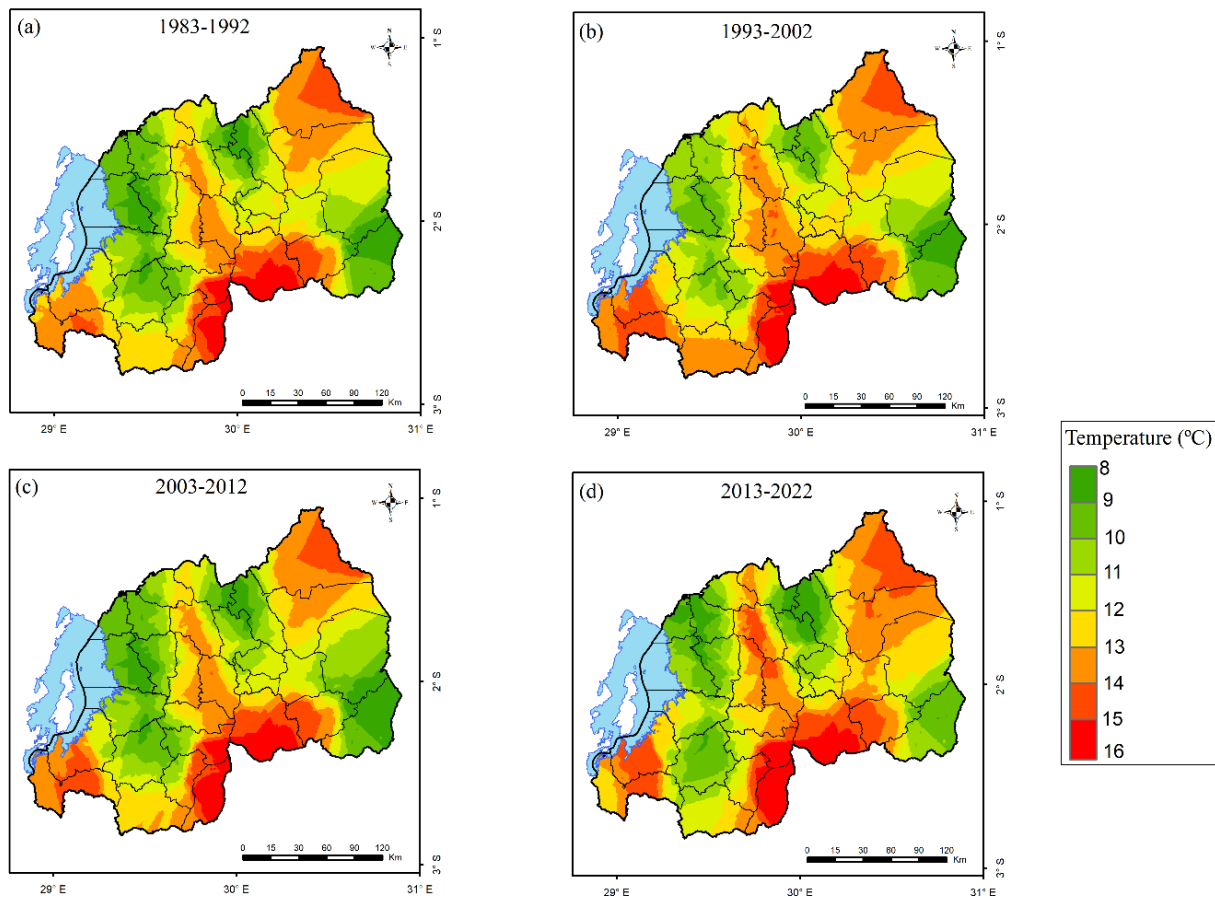 (a)
1983-1992
N
W E
S
1° S
2° S
3° S
0 15 30 60 90 120
Km
29° E 30° E 31° E
(b)
1993-2002
N
W E
S
1° S
2° S
3° S
0 15 30 60 90 120
Km
29° E 30° E 31° E
Temperature (ºC)
8
9
10
11
12
13
14
15
16
(c)
2003-2012
N
W E
S
1° S
2° S
3° S
0 15 30 60 90 120
Km
29° E 30° E 31° E
(d)
2013-2022
N
W E
S
1° S
2° S
3° S
0 15 30 60 90 120
Km
29° E 30° E 31° E